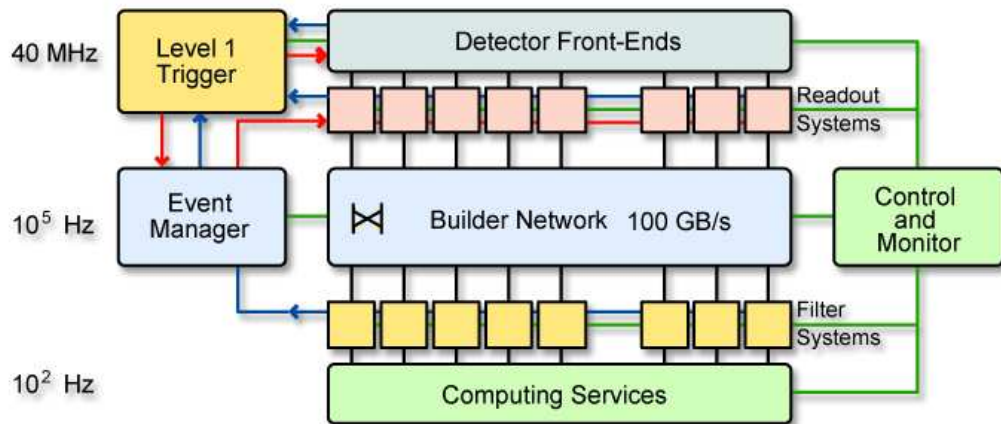 40 MHz
Level 1
Trigger
Detector Front-Ends
Readout
Systems
10⁵ Hz
Event
Manager
Builder Network 100 GB/s
Control
and
Monitor
Filter
Systems
10² Hz
Computing Services